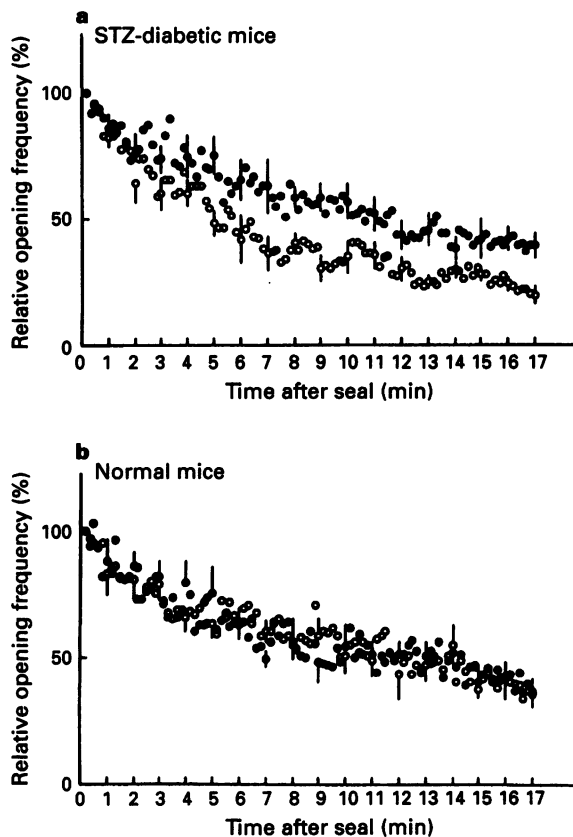 a
STZ-diabetic mice
Relative opening frequency (%)
100
50
0
0 1 2 3 4 5 6 7 8 9 10 11 12 13 14 15 16 17
Time after seal (min)
b
Normal mice
Relative opening frequency (%)
100
50
0
0 1 2 3 4 5 6 7 8 9 10 11 12 13 14 15 16 17
Time after seal (min)